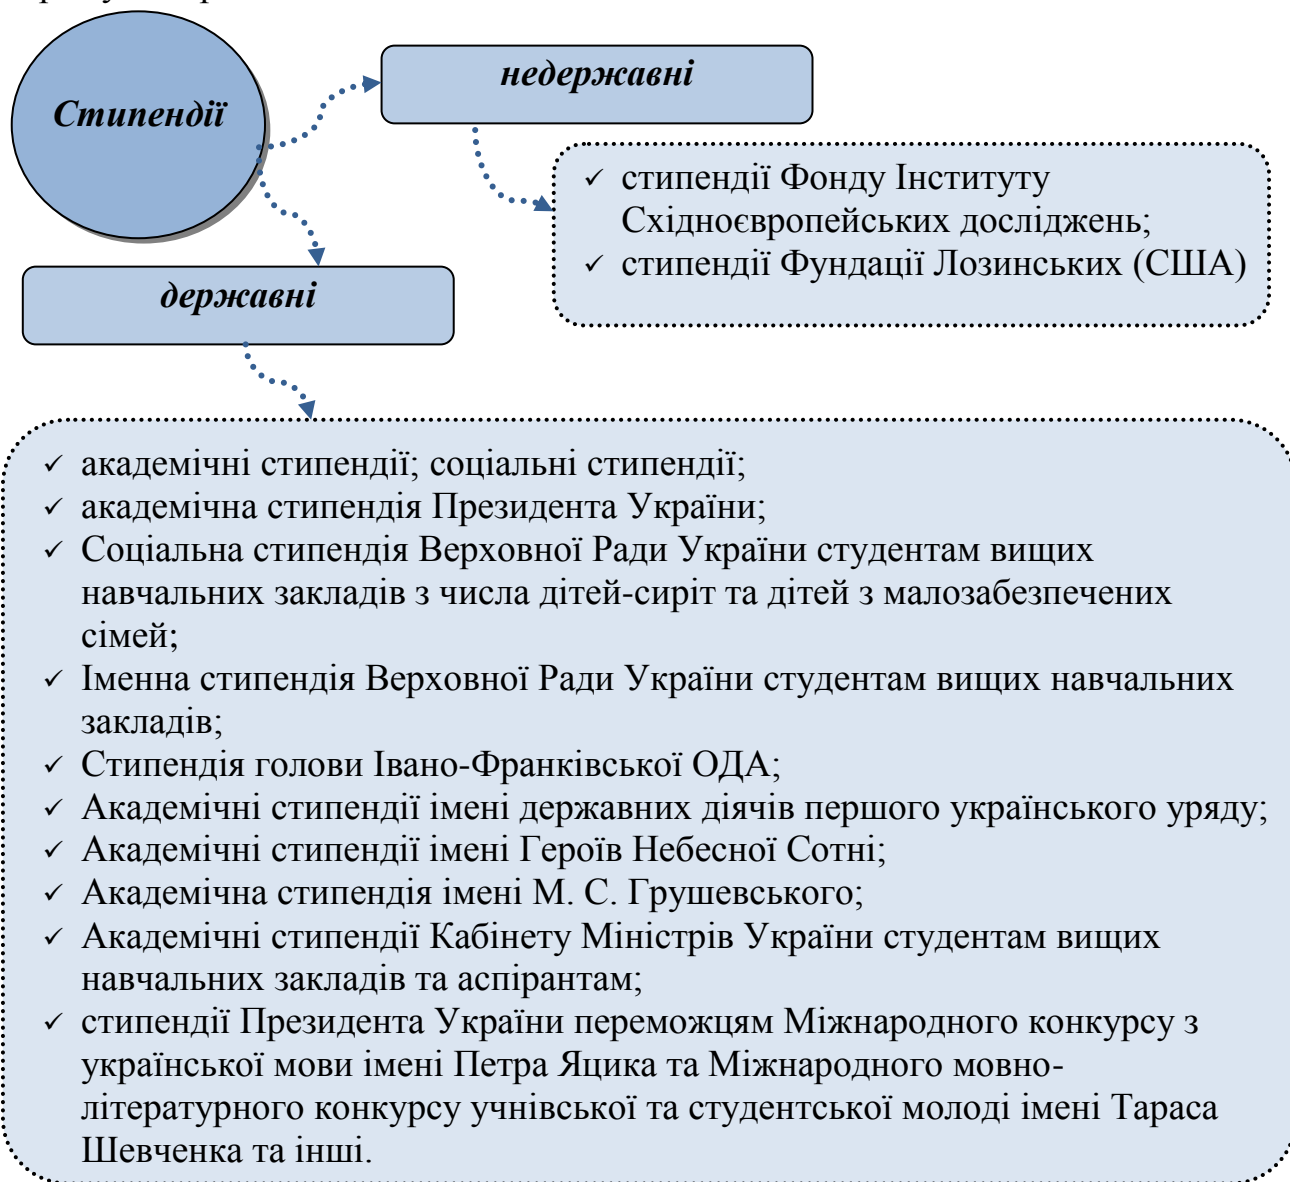 Стипендії
недержавні
✓ стипендії Фонду Інституту
Східноєвропейських досліджень;
✓ стипендії Фундації Лозинських (США)
державні
✓ академічні стипендії; соціальні стипендії;
✓ академічна стипендія Президента України;
✓ Соціальна стипендія Верховної Ради України студентам вищих
навчальних закладів з числа дітей-сиріт та дітей з малозабезпечених
сімей;
✓ Іменна стипендія Верховної Ради України студентам вищих навчальних
закладів;
✓ Стипендія голови Івано-Франківської ОДА;
✓ Академічні стипендії імені державних діячів першого українського уряду;
✓ Академічні стипендії імені Героїв Небесної Сотні;
✓ Академічна стипендія імені М. С. Грушевського;
✓ Академічні стипендії Кабінету Міністрів України студентам вищих
навчальних закладів та аспірантам;
✓ стипендії Президента України переможцям Міжнародного конкурсу з
української мови імені Петра Яцика та Міжнародного мовно-
літературного конкурсу учнівської та студентської молоді імені Тараса
Шевченка та інші.